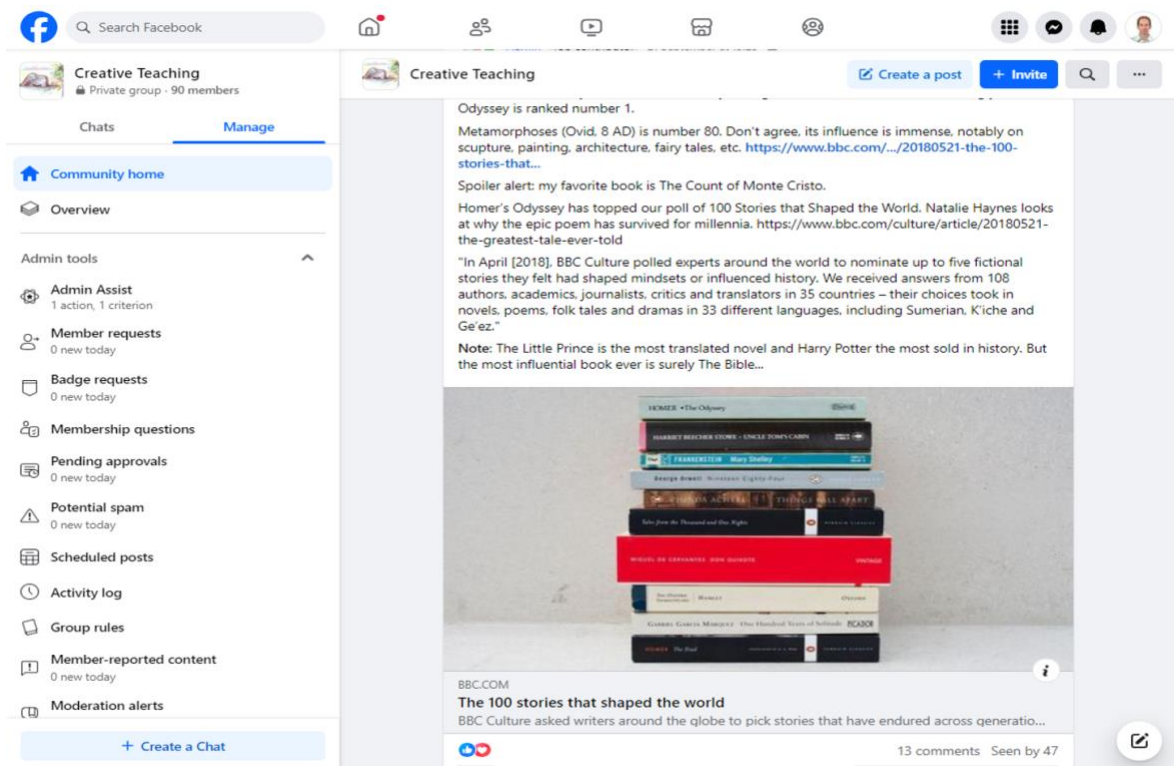 Search Facebook
Creative Teaching
Private group · 90 members
Chats
Manage
Community home
Overview
Admin tools
Admin Assist
1 action, 1 criterion
Member requests
0 new today
Badge requests
0 new today
Membership questions
Pending approvals
0 new today
Potential spam
0 new today
Scheduled posts
Activity log
Group rules
Member-reported content
0 new today
Moderation alerts
+ Create a Chat
Creative Teaching
Create a post
+ Invite
Odyssey is ranked number 1.
Metamorphoses (Ovid, 8 AD) is number 80. Don't agree, its influence is immense, notably on
scupture, painting, architecture, fairy tales, etc. https://www.bbc.com/.../20180521-the-100-
stories-that...
Spoiler alert: my favorite book is The Count of Monte Cristo.
Homer's Odyssey has topped our poll of 100 Stories that Shaped the World. Natalie Haynes looks
at why the epic poem has survived for millennia. https://www.bbc.com/culture/article/20180521-
the-greatest-tale-ever-told
"In April [2018], BBC Culture polled experts around the world to nominate up to five fictional
stories they felt had shaped mindsets or influenced history. We received answers from 108
authors, academics, journalists, critics and translators in 35 countries – their choices took in
novels, poems, folk tales and dramas in 33 different languages, including Sumerian, K'iche and
Ge'ez."
Note: The Little Prince is the most translated novel and Harry Potter the most sold in history. But
the most influential book ever is surely The Bible...
HOMER • The Odyssey
HARRIET BEECHER STOWE • UNCLE TOM'S CABIN
FRANKENSTEIN Mary Shelley
George Orwell Nineteen Eighty-Four
CHINUA ACHEBE THINGS FALL APART
Tales from the Thousand and One Nights
PENGUIN CLASSICS
MIGUEL DE CERVANTES DON QUIXOTE VINTAGE
HAMLET OXFORD
GABRIEL GARCIA MARQUEZ One Hundred Years of Solitude PICADOR
HOMER The Iliad
BBC.COM
The 100 stories that shaped the world
BBC Culture asked writers around the globe to pick stories that have endured across generatio...
13 comments Seen by 47